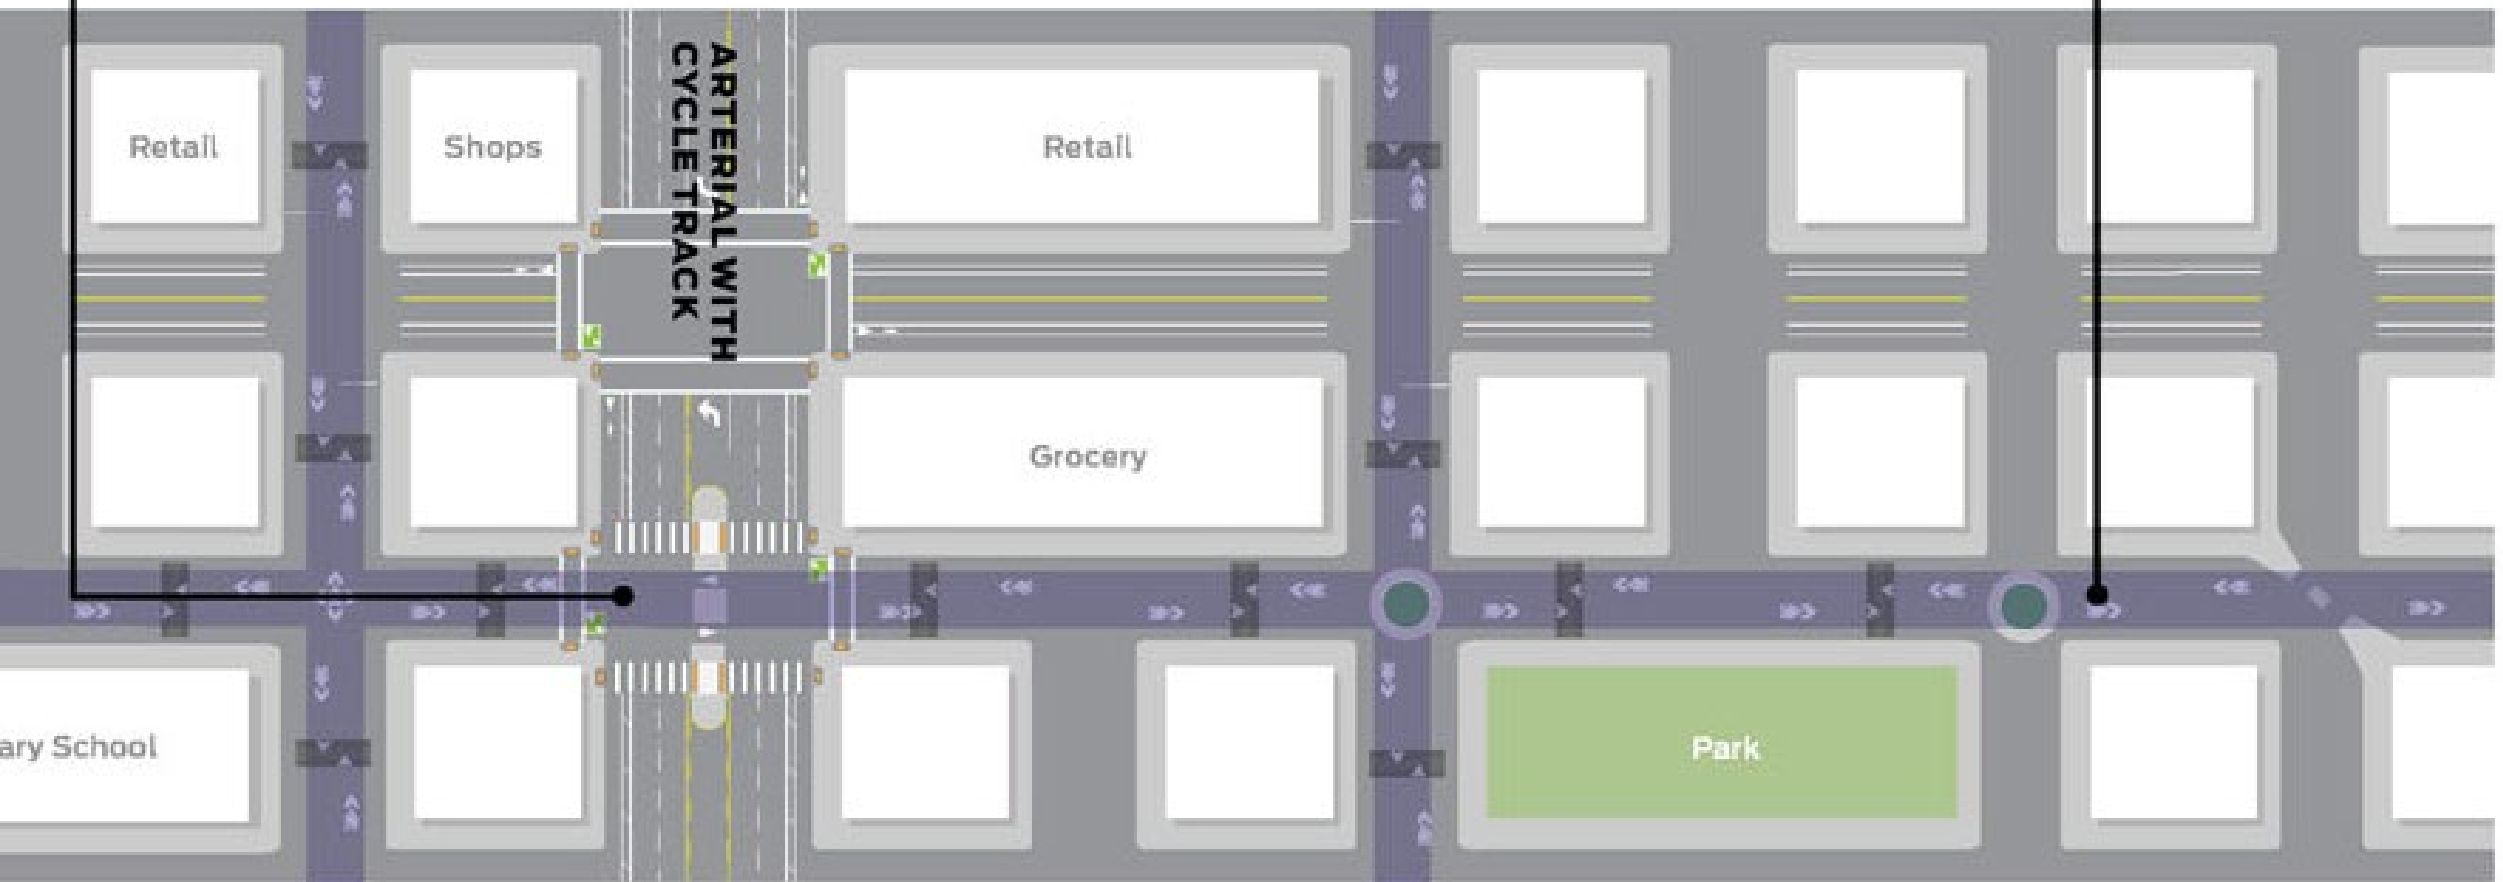 ARTERIAL WITH
CYCLE TRACK
Retail
Shops
Retail
Grocery
ary School
Park